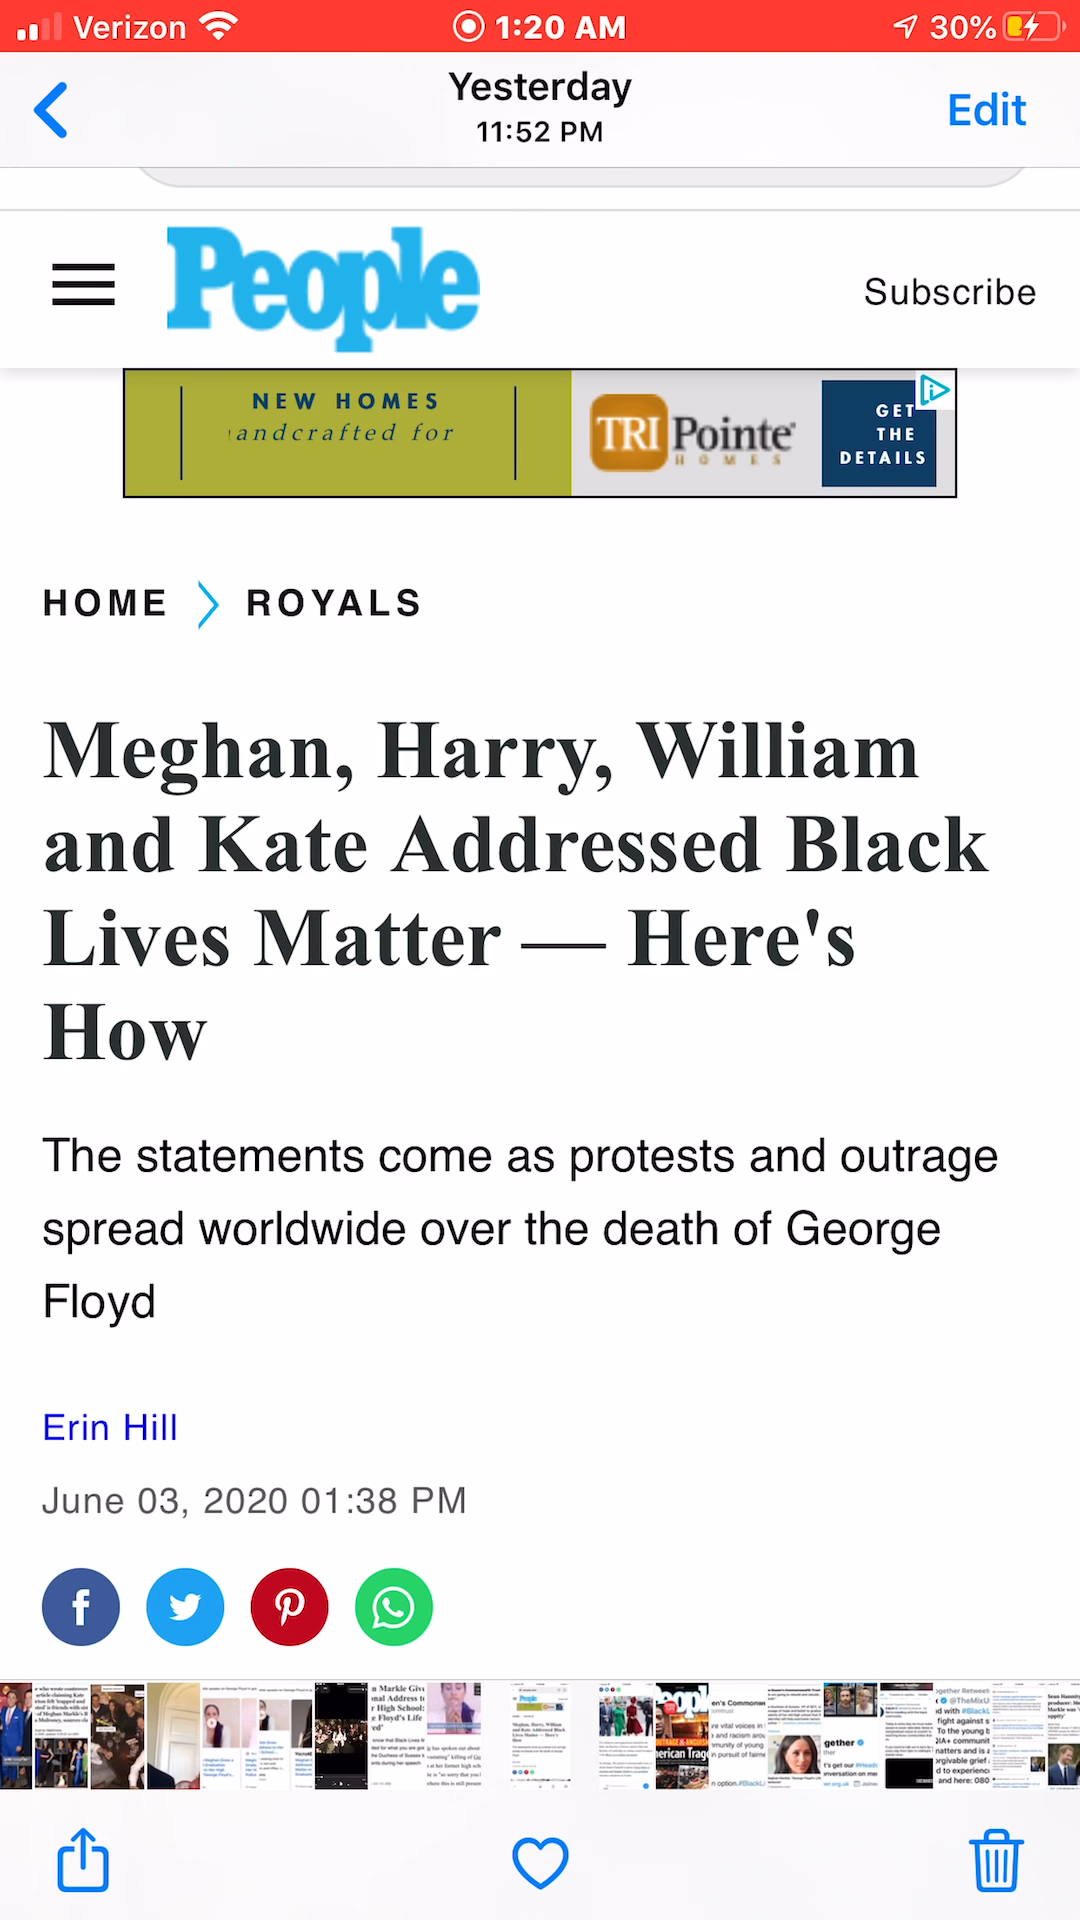 Verizon 1:20 AM 30%
Yesterday
11:52 PM
Edit
People
Subscribe
NEW HOMES
andcrafted for
TRI Pointe
HOMES
GET
THE
DETAILS
HOME ROYALS
Meghan, Harry, William
and Kate Addressed Black
Lives Matter — Here's
How
The statements come as protests and outrage
spread worldwide over the death of George
Floyd
Erin Hill
June 03, 2020 01:38 PM